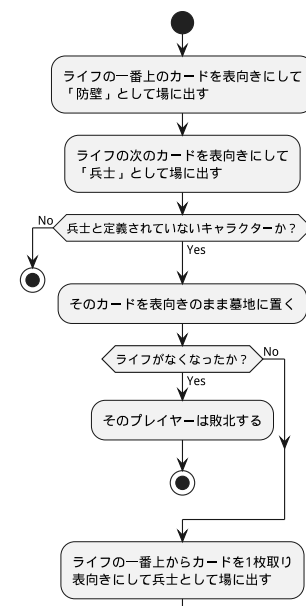 ライフの一番上のカードを表向きにして
「防壁」として場に出す
ライフの次のカードを表向きにして
「兵士」として場に出す
No
兵士と定義されていないキャラクターか？
Yes
そのカードを表向きのまま墓地に置く
ライフがなくなったか？
No
Yes
そのプレイヤーは敗北する
ライフの一番上からカードを1枚取り
表向きにして兵士として場に出す